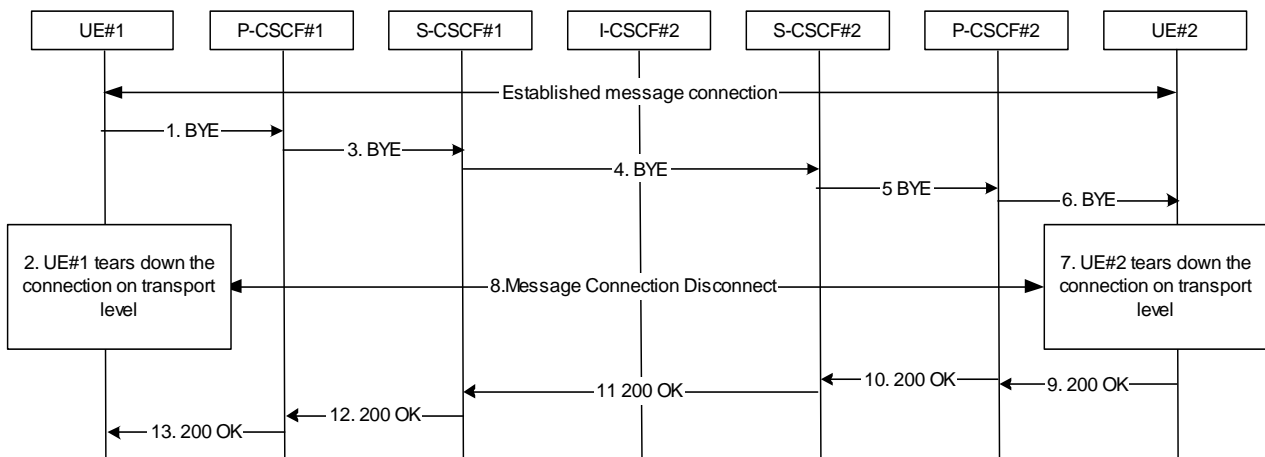 UE#1
P-CSCF#1
S-CSCF#1
I-CSCF#2
S-CSCF#2
P-CSCF#2
UE#2
Established message connection
1. BYE
3. BYE
4. BYE
5 BYE
6. BYE
2. UE#1 tears down the
connection on transport
level
8.Message Connection Disconnect
7. UE#2 tears down the
connection on transport
level
9. 200 OK
10. 200 OK
11 200 OK
12. 200 OK
13. 200 OK